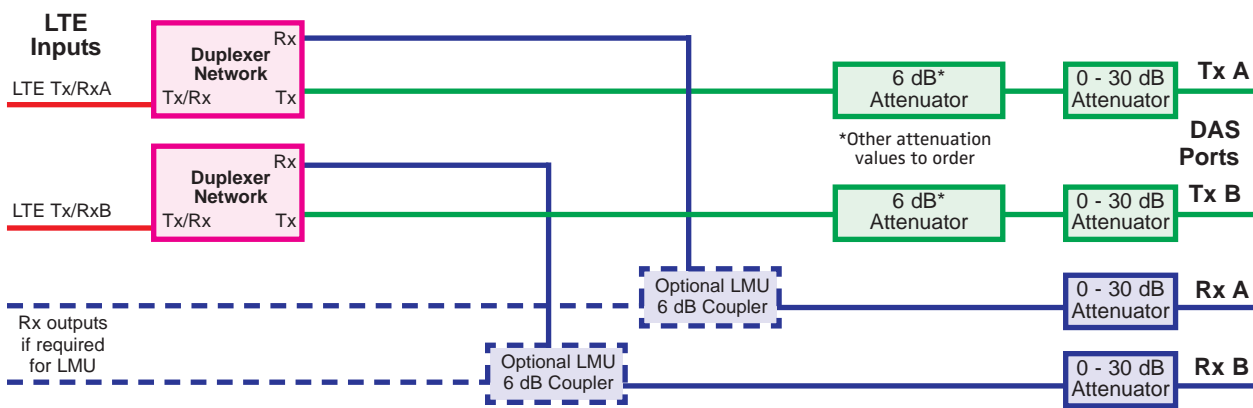 LTE
Inputs
LTE Tx/RxA
Duplexer
Network
Rx
Tx/Rx
Tx
6 dB*
Attenuator
0 - 30 dB
Attenuator
Tx A
*Other attenuation
values to order
DAS
Ports
LTE Tx/RxB
Rx
Duplexer
Network
Tx/Rx
Tx
6 dB*
Attenuator
0 - 30 dB
Attenuator
Tx B
Optional LMU
6 dB Coupler
0 - 30 dB
Attenuator
Rx A
Rx outputs
if required
for LMU
Optional LMU
6 dB Coupler
0 - 30 dB
Attenuator
Rx B